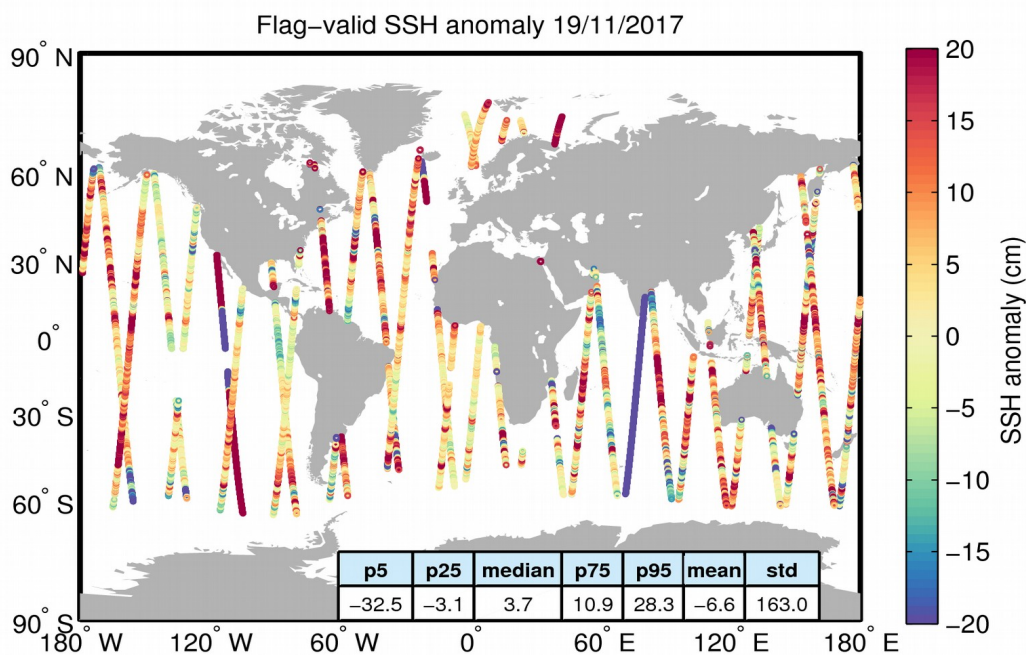 Flag−valid SSH anomaly 19/11/2017
90° N
60° N
30° N
0°
30° S
60° S
90° S
180° W
120° W
60° W
0°
60° E
120° E
180° E
20
15
10
5
0
−5
−10
−15
−20
SSH anomaly (cm)
p5 p25 median p75 p95 mean std
−32.5 −3.1 3.7 10.9 28.3 −6.6 163.0